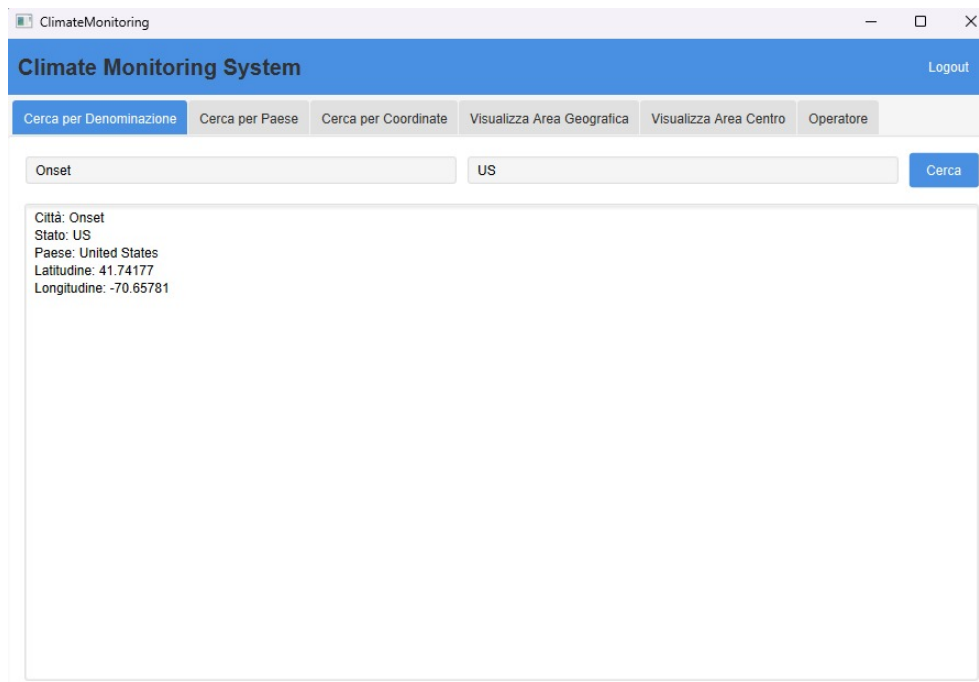 ClimateMonitoring
Climate Monitoring System
Logout
Cerca per Denominazione Cerca per Paese Cerca per Coordinate Visualizza Area Geografica Visualizza Area Centro Operatore
Onset US Cerca
Città: Onset
Stato: US
Paese: United States
Latitudine: 41.74177
Longitudine: -70.65781